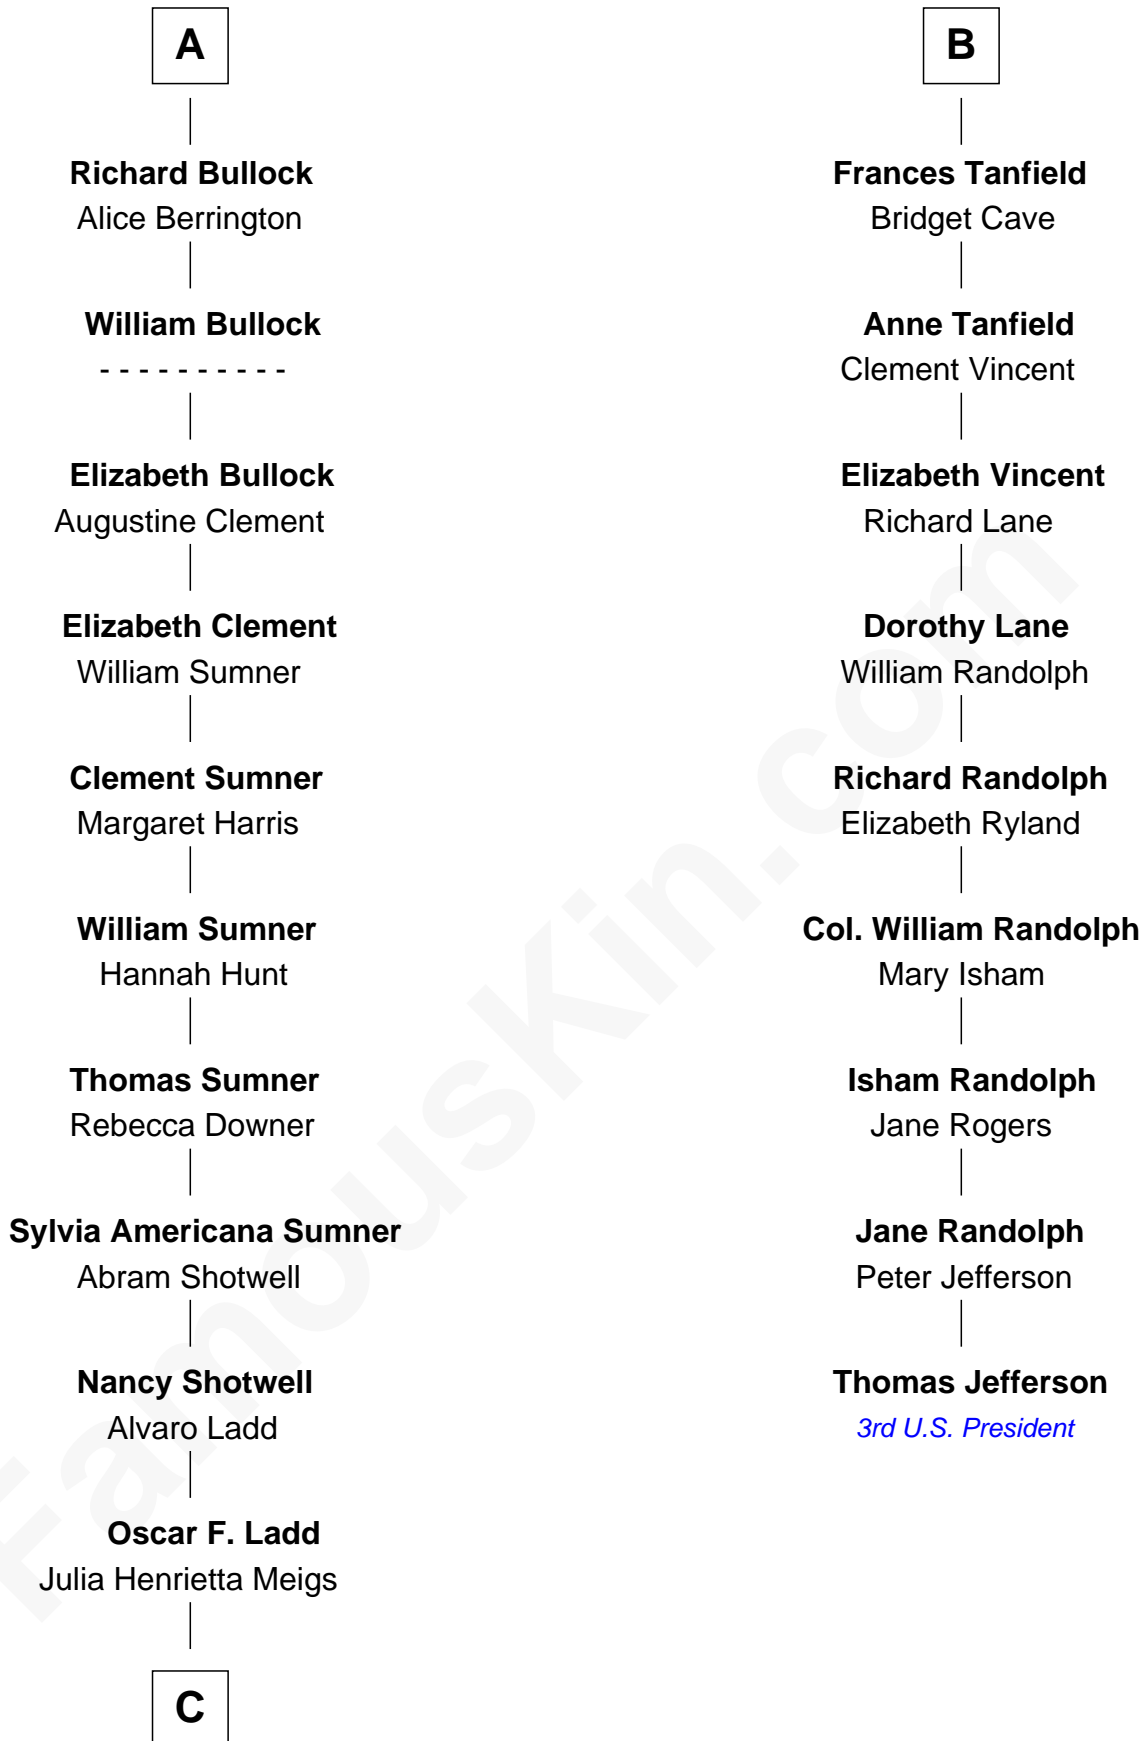 A
Richard Bullock
Alice Berrington
William Bullock
- - - - - - - - - -
Elizabeth Bullock
Augustine Clement
Elizabeth Clement
William Sumner
Clement Sumner
Margaret Harris
William Sumner
Hannah Hunt
Thomas Sumner
Rebecca Downer
Sylvia Americana Sumner
Abram Shotwell
Nancy Shotwell
Alvaro Ladd
Oscar F. Ladd
Julia Henrietta Meigs
C
B
Frances Tanfield
Bridget Cave
Anne Tanfield
Clement Vincent
Elizabeth Vincent
Richard Lane
Dorothy Lane
William Randolph
Richard Randolph
Elizabeth Ryland
Col. William Randolph
Mary Isham
Isham Randolph
Jane Rogers
Jane Randolph
Peter Jefferson
Thomas Jefferson
3rd U.S. President
FamousKin.com